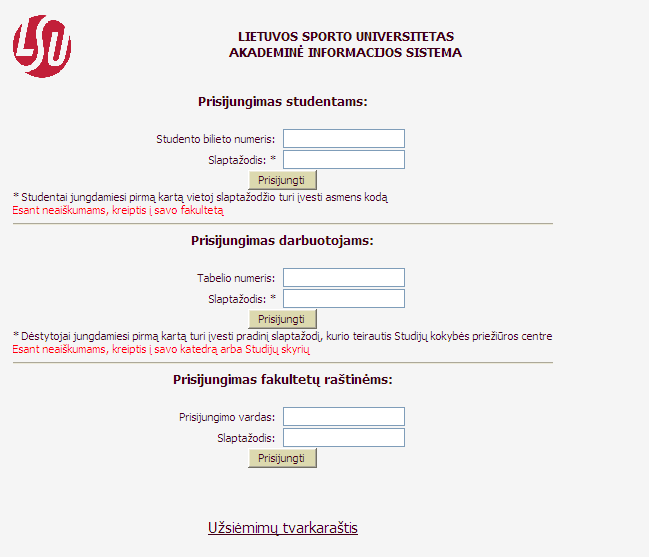 LSU
LIETUVOS SPORTO UNIVERSITETAS
AKADEMINĖ INFORMACIJOS SISTEMA
Prisijungimas studentams:
Studento bilieto numeris:
Slaptažodis: *
Prisijungti
* Studentai jungdamiesi pirmą kartą vietoj slaptažodžio turi įvesti asmens kodą
Esant neaiškumams, kreiptis į savo fakultetą
Prisijungimas darbuotojams:
Tabelio numeris:
Slaptažodis: *
Prisijungti
* Dėstytojai jungdamiesi pirmą kartą turi įvesti pradinį slaptažodį, kurio teirautis Studijų kokybės priežiūros centre
Esant neaiškumams, kreiptis į savo katedrą arba Studijų skyrių
Prisijungimas fakultetų raštinėms:
Prisijungimo vardas:
Slaptažodis:
Prisijungti
Užsiėmimų tvarkaraštis